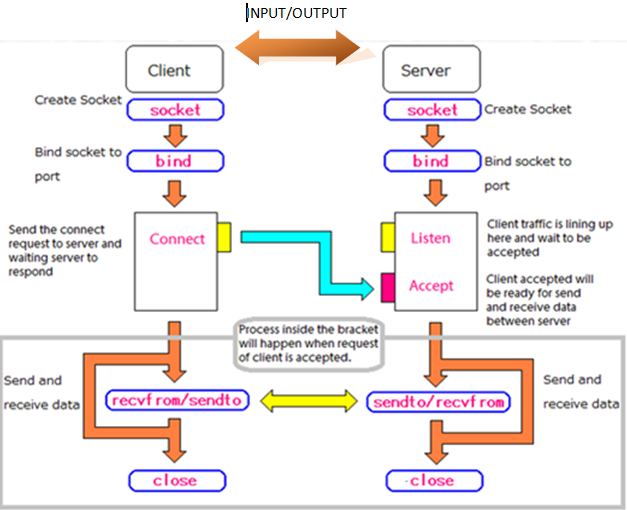 INPUT/OUTPUT
Client
Server
Create Socket
socket
socket
Create Socket
Bind socket to
port
bind
bind
Bind socket to
port
Send the connect
request to server and
waiting server to
respond
Connect
Listen
Accept
Client traffic is lining up
here and wait to be
accepted
Client accepted will
be ready for send
and receive data
between server
Process inside the bracket
will happen when request
of client is accepted.
Send and
receive data
recvfrom/sendto
sendto/recvfrom
Send and
receive data
close
close